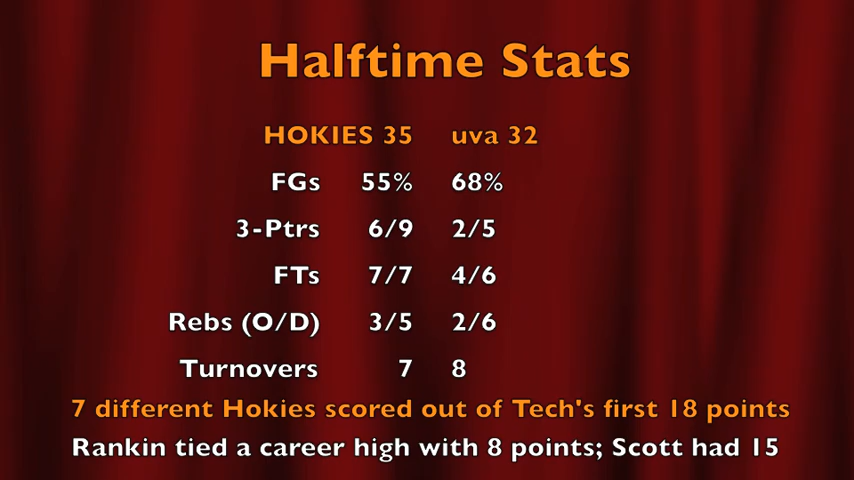 Halftime Stats
HOKIES 35 uva 32
FGs 55% 68%
3-Ptrs 6/9 2/5
FTs 7/7 4/6
Rebs (O/D) 3/5 2/6
Turnovers 7 8
7 different Hokies scored out of Tech's first 18 points
Rankin tied a career high with 8 points; Scott had 15